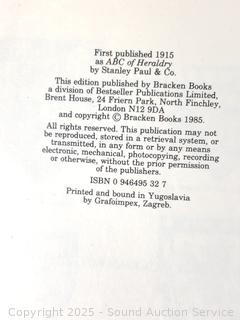 First published 1915
as ABC of Heraldry
by Stanley Paul & Co.
This edition published by Bracken Books
a division of Bestseller Publications Limited,
Brent House, 24 Friern Park, North Finchley,
London N12 9DA
and copyright © Bracken Books 1985.
All rights reserved. This publication may not
be reproduced, stored in a retrieval system, or
transmitted, in any form or by any means
electronic, mechanical, photocopying, recording
or otherwise, without the prior permission
of the publishers.
ISBN 0 946495 32 7
Printed and bound in Yugoslavia
by Grafoimpex, Zagreb.
Copyright 2025 - Sound Auction Service